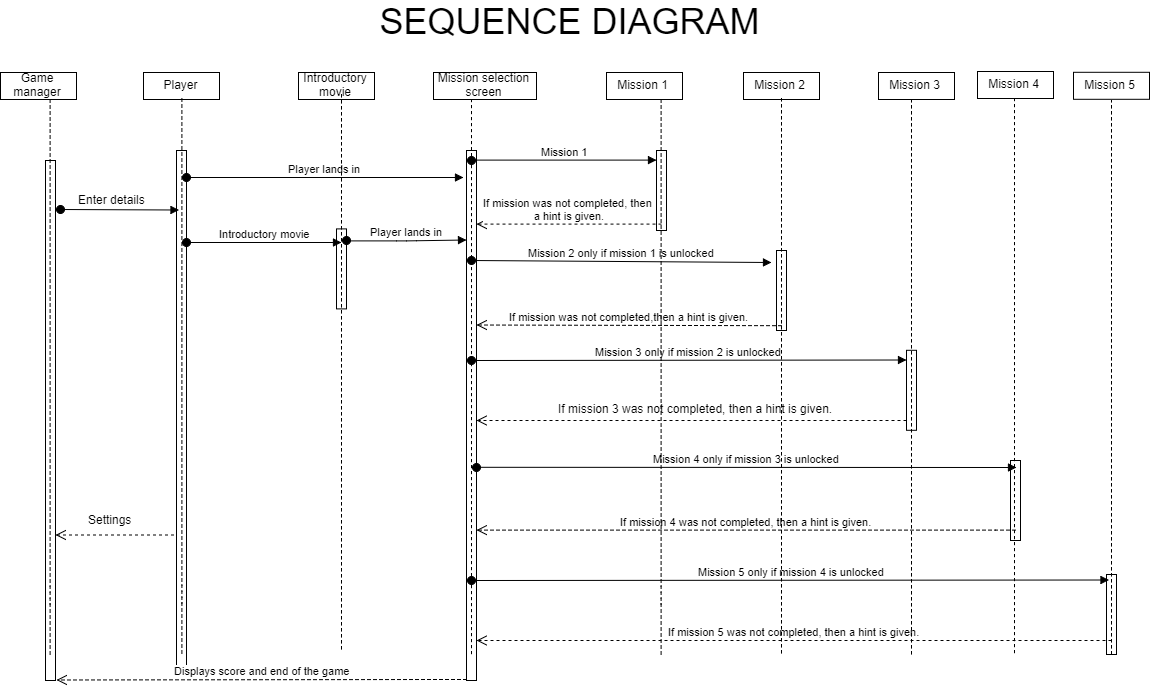 SEQUENCE DIAGRAM
Game
manager
Player
Introductory
movie
Mission selection
screen
Mission 1
Mission 2
Mission 3
Mission 4
Mission 5
Mission 1
Player lands in
Enter details
If mission was not completed, then
a hint is given.
Introductory movie
Player lands in
Mission 2 only if mission 1 is unlocked
If mission was not completed,then a hint is given.
Mission 3 only if mission 2 is unlocked
If mission 3 was not completed, then a hint is given.
Mission 4 only if mission 3 is unlocked
Settings
If mission 4 was not completed, then a hint is given.
Mission 5 only if mission 4 is unlocked
If mission 5 was not completed, then a hint is given.
Displays score and end of the game